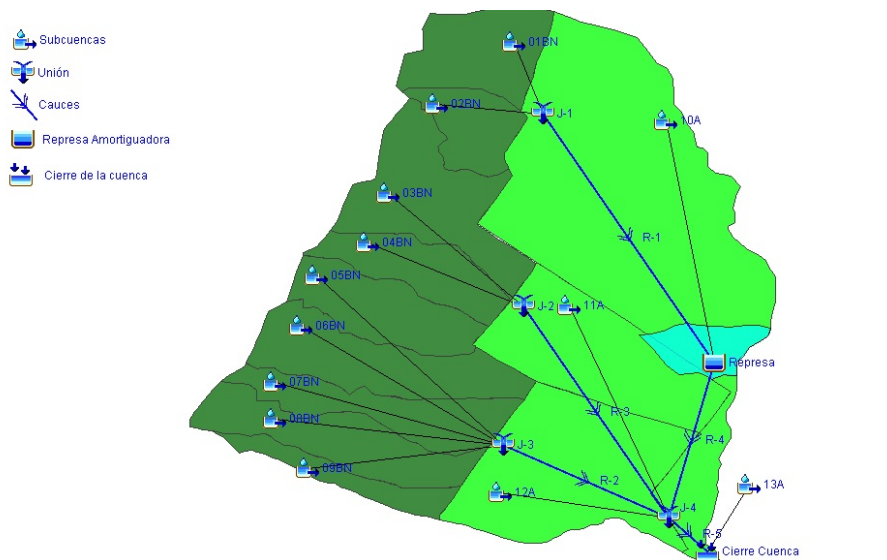 Subcuencas
Unión
Cauces
Represa Amortiguadora
Cierre de la cuenca
01BN
02BN
J-1
10A
03BN
R-1
04BN
05BN
J-2
11A
06BN
Represa
07BN
R-3
08BN
R-4
J-3
09BN
R-2
12A
13A
J-4
R-5
Cierre Cuenca